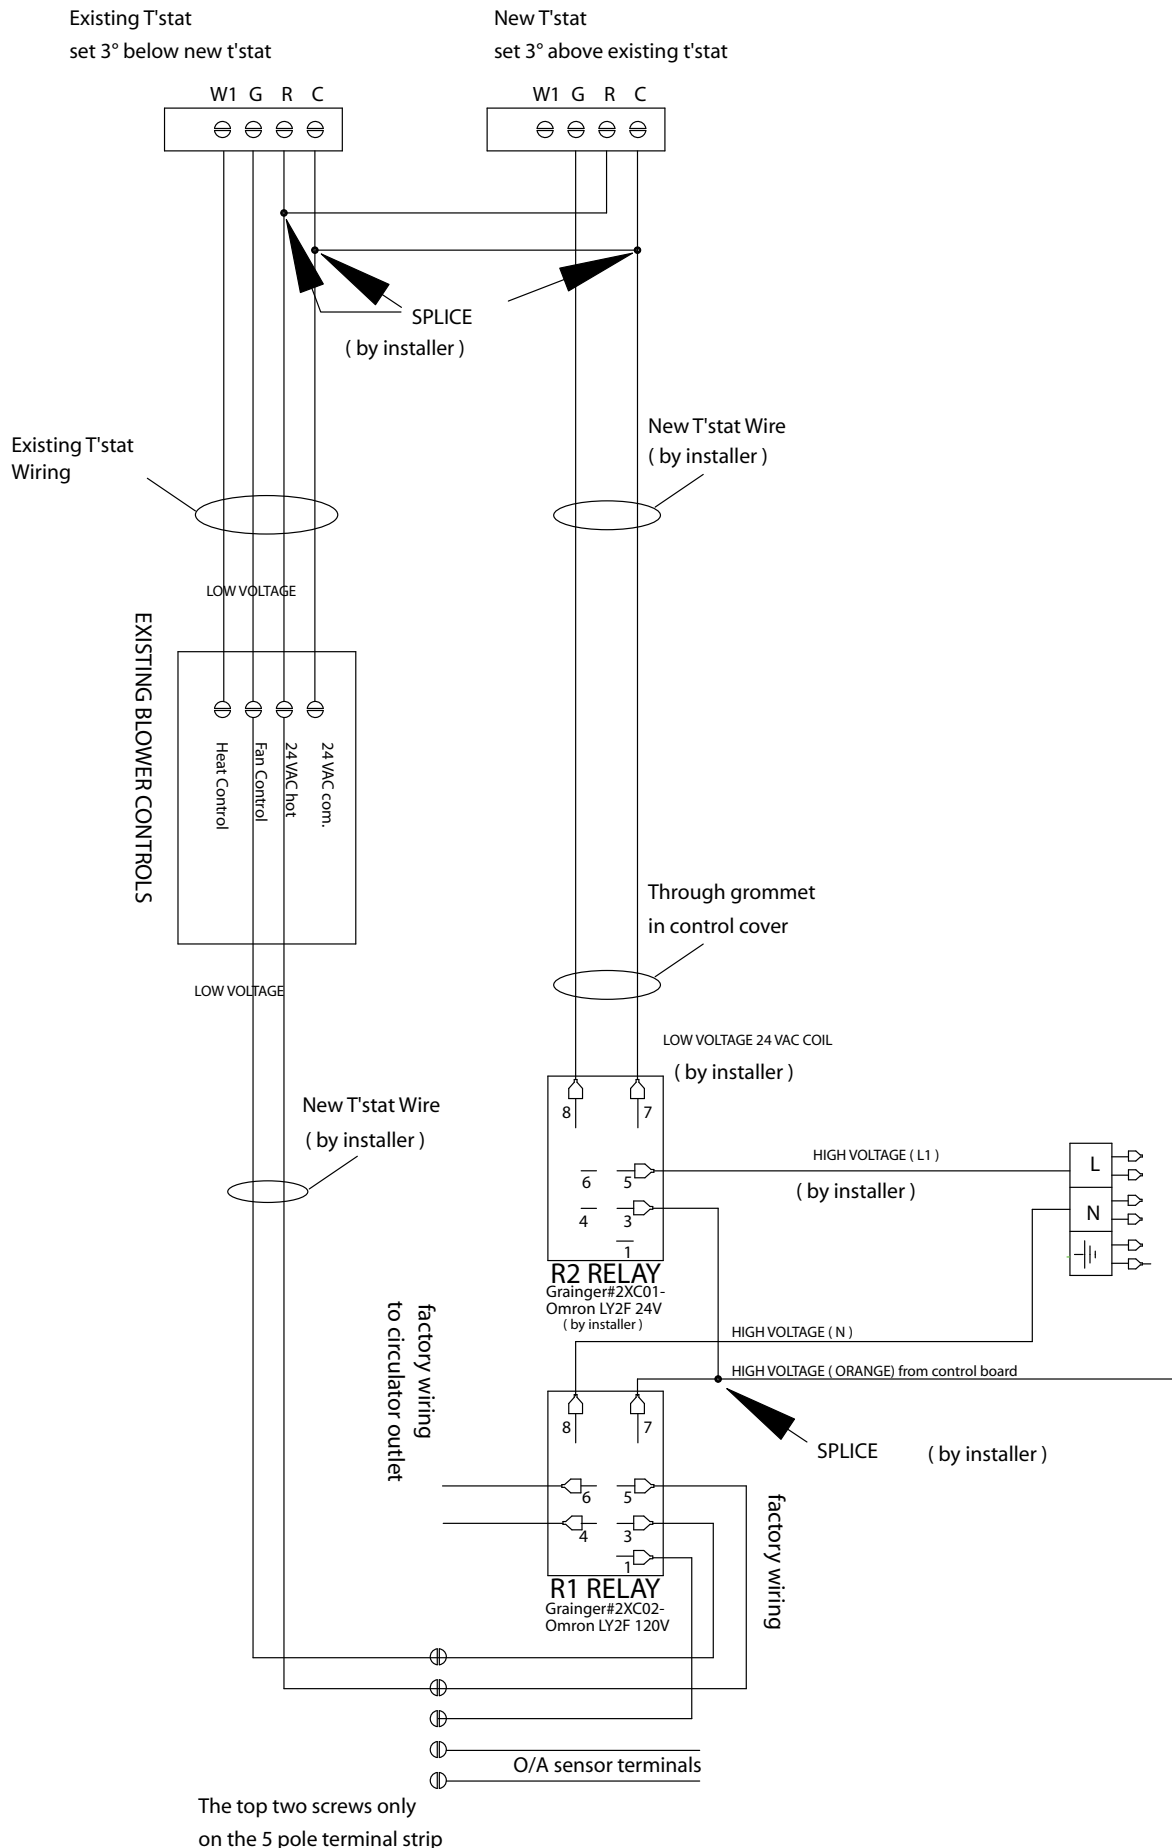 Existing T'stat
set 3° below new t'stat
New T'stat
set 3° above existing t'stat
W1 G R C
W1 G R C
SPLICE
( by installer )
Existing T'stat
Wiring
New T'stat Wire
( by installer )
LOW VOLTAGE
EXISTING BLOWER CONTROLS
Heat Control
Fan Control
24 VAC hot
24 VAC com.
Through grommet
in control cover
LOW VOLTAGE
LOW VOLTAGE 24 VAC COIL
( by installer )
New T'stat Wire
( by installer )
8 7
6 5
4 3
1
HIGH VOLTAGE ( L1 )
( by installer )
L
N
R2 RELAY
Grainger#2XC01-
Omron LY2F 24V
( by installer )
factory wiring
to circulator outlet
HIGH VOLTAGE ( N )
HIGH VOLTAGE ( ORANGE) from control board
8 7
SPLICE ( by installer )
6 5
4 3
1
factory wiring
R1 RELAY
Grainger#2XC02-
Omron LY2F 120V
O/A sensor terminals
The top two screws only
on the 5 pole terminal strip